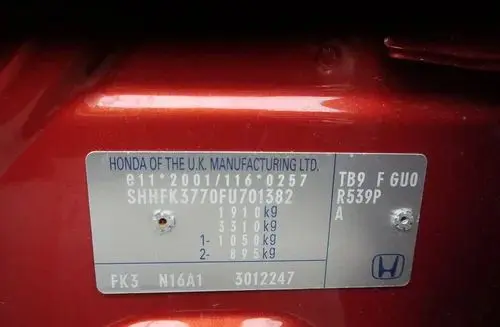 HONDA OF THE U.K. MANUFACTURING LTD.
e11*2001/116*0257
SHHFK3770FU701382
1910kg
3310kg
1- 1050kg
2- 895kg
TB9 F GU0
R539P
A
FK3 N16A1 3012247